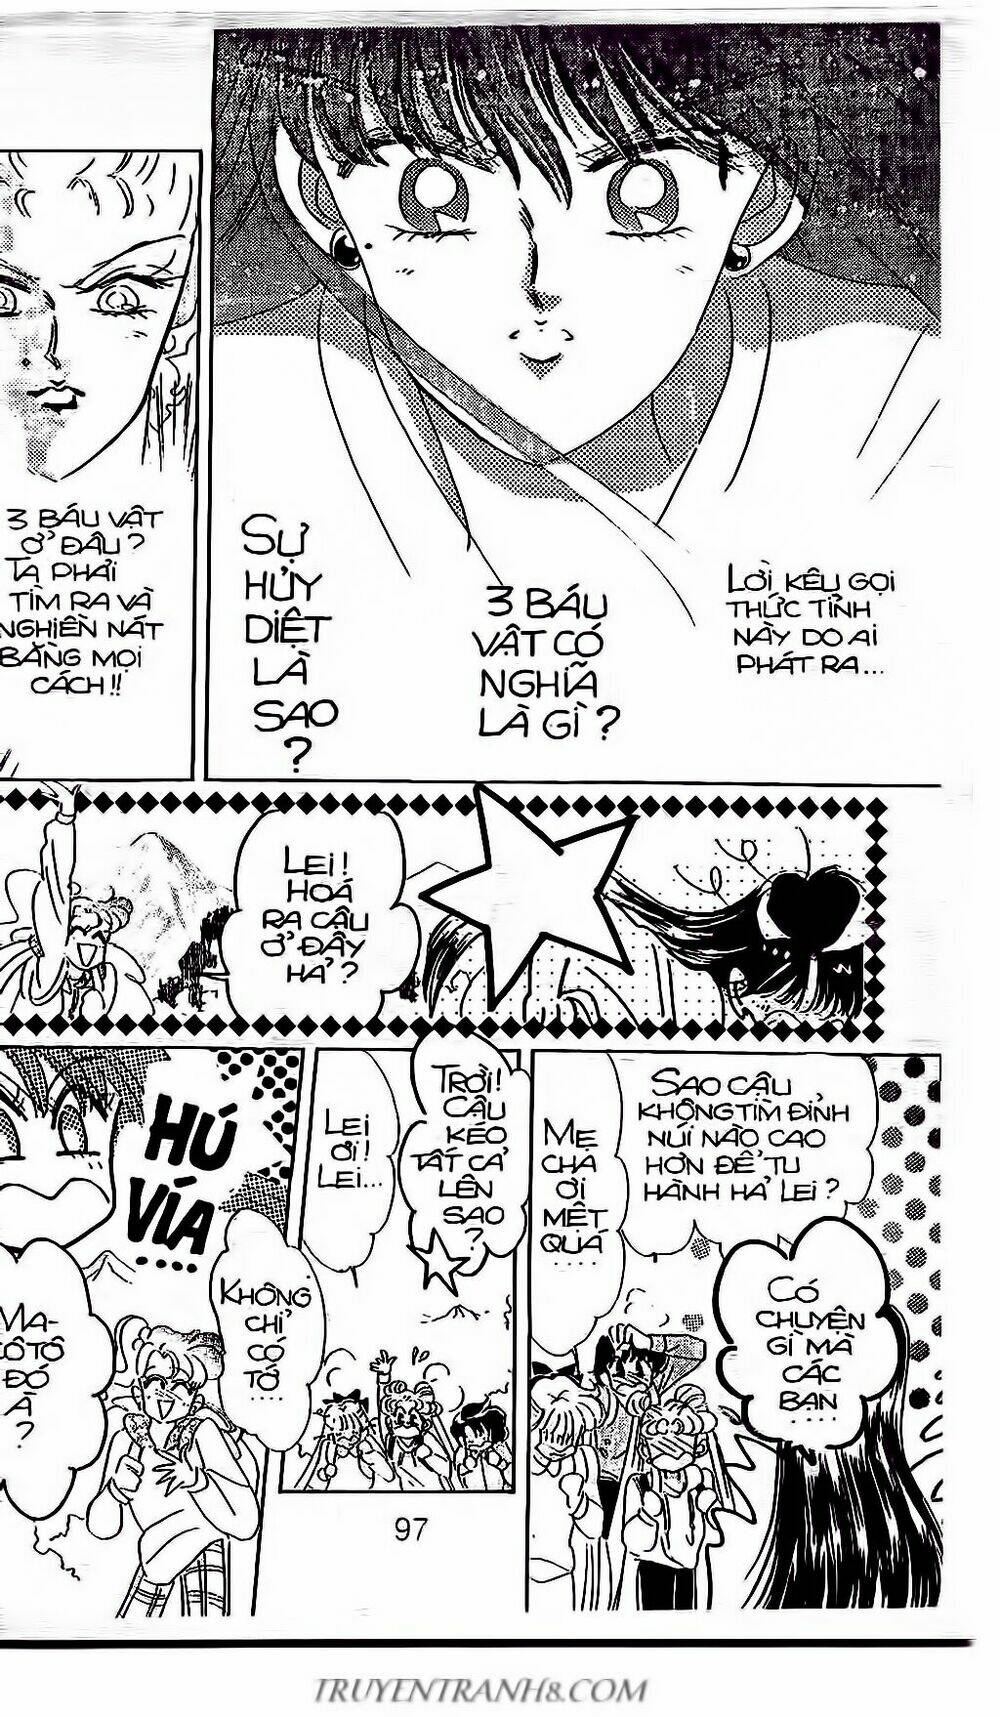 LỜI KÊU GỌI
THỨC TỈNH
NÀY DO AI
PHÁT RA...
3 BÁU
VẬT CÓ
NGHĨA
LÀ GÌ?
SỰ
HỦY
DIỆT
LÀ
SAO
?
3 BÁU VẬT
Ở ĐÂU?
TA PHẢI
TÌM RA VÀ
NGHIỀN NÁT
BẰNG MỌI
CÁCH!!
LEI!
HOÁ
RA CẬU
Ở ĐÂY
HẢ?
SAO CẬU
KHÔNG TÌM ĐỈNH
NÚI NÀO CAO
HƠN ĐỂ TU
HÀNH HẢ LEI?
CÓ
CHUYỆN
GÌ MÀ
CÁC
BẠN
....
MẸ
CHA
ƠI
MỆT
QUÁ
TRỜI!
CẬU
KÉO
TẤT CẢ
LÊN
SAO
?
LEI
ƠI!
LEI...
KHÔNG
CHỈ
CÓ
TỚ
....
HÚ
VÍA
....
MA-
CÔTÔ
ĐÓ
À
?
97
TRUYENTRANH8.COM